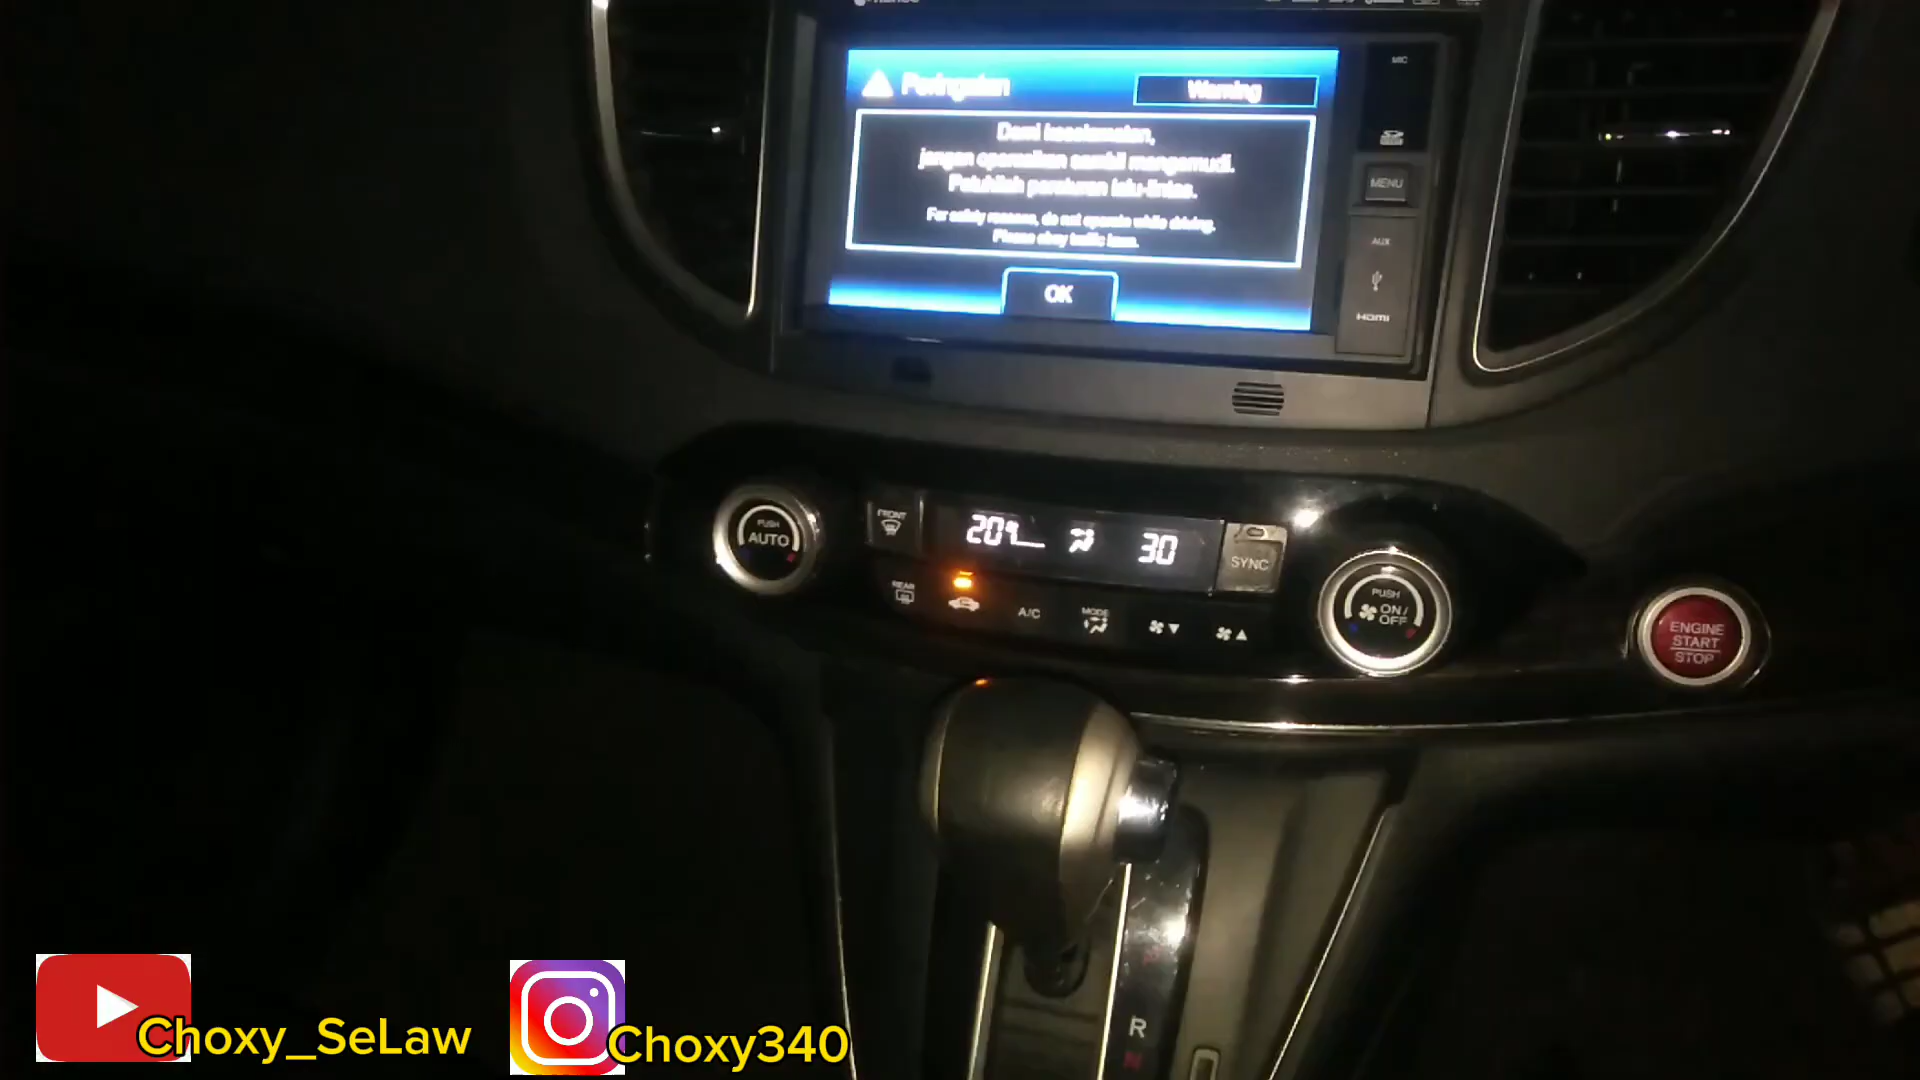 MIC
Peringatan
Warning
Demi keselamatan,
jangan operasikan sambil mengemudi.
Patuhilah peraturan lalu-lintas.
For safety reasons, do not operate while driving.
Please obey traffic laws.
OK
MENU
AUX
HDMI
PUSH
AUTO
FRONT
20
30
SYNC
REAR
A/C
MODE
PUSH
ON/
OFF
ENGINE
START
STOP
R
N
Choxy_SeLaw
Choxy340